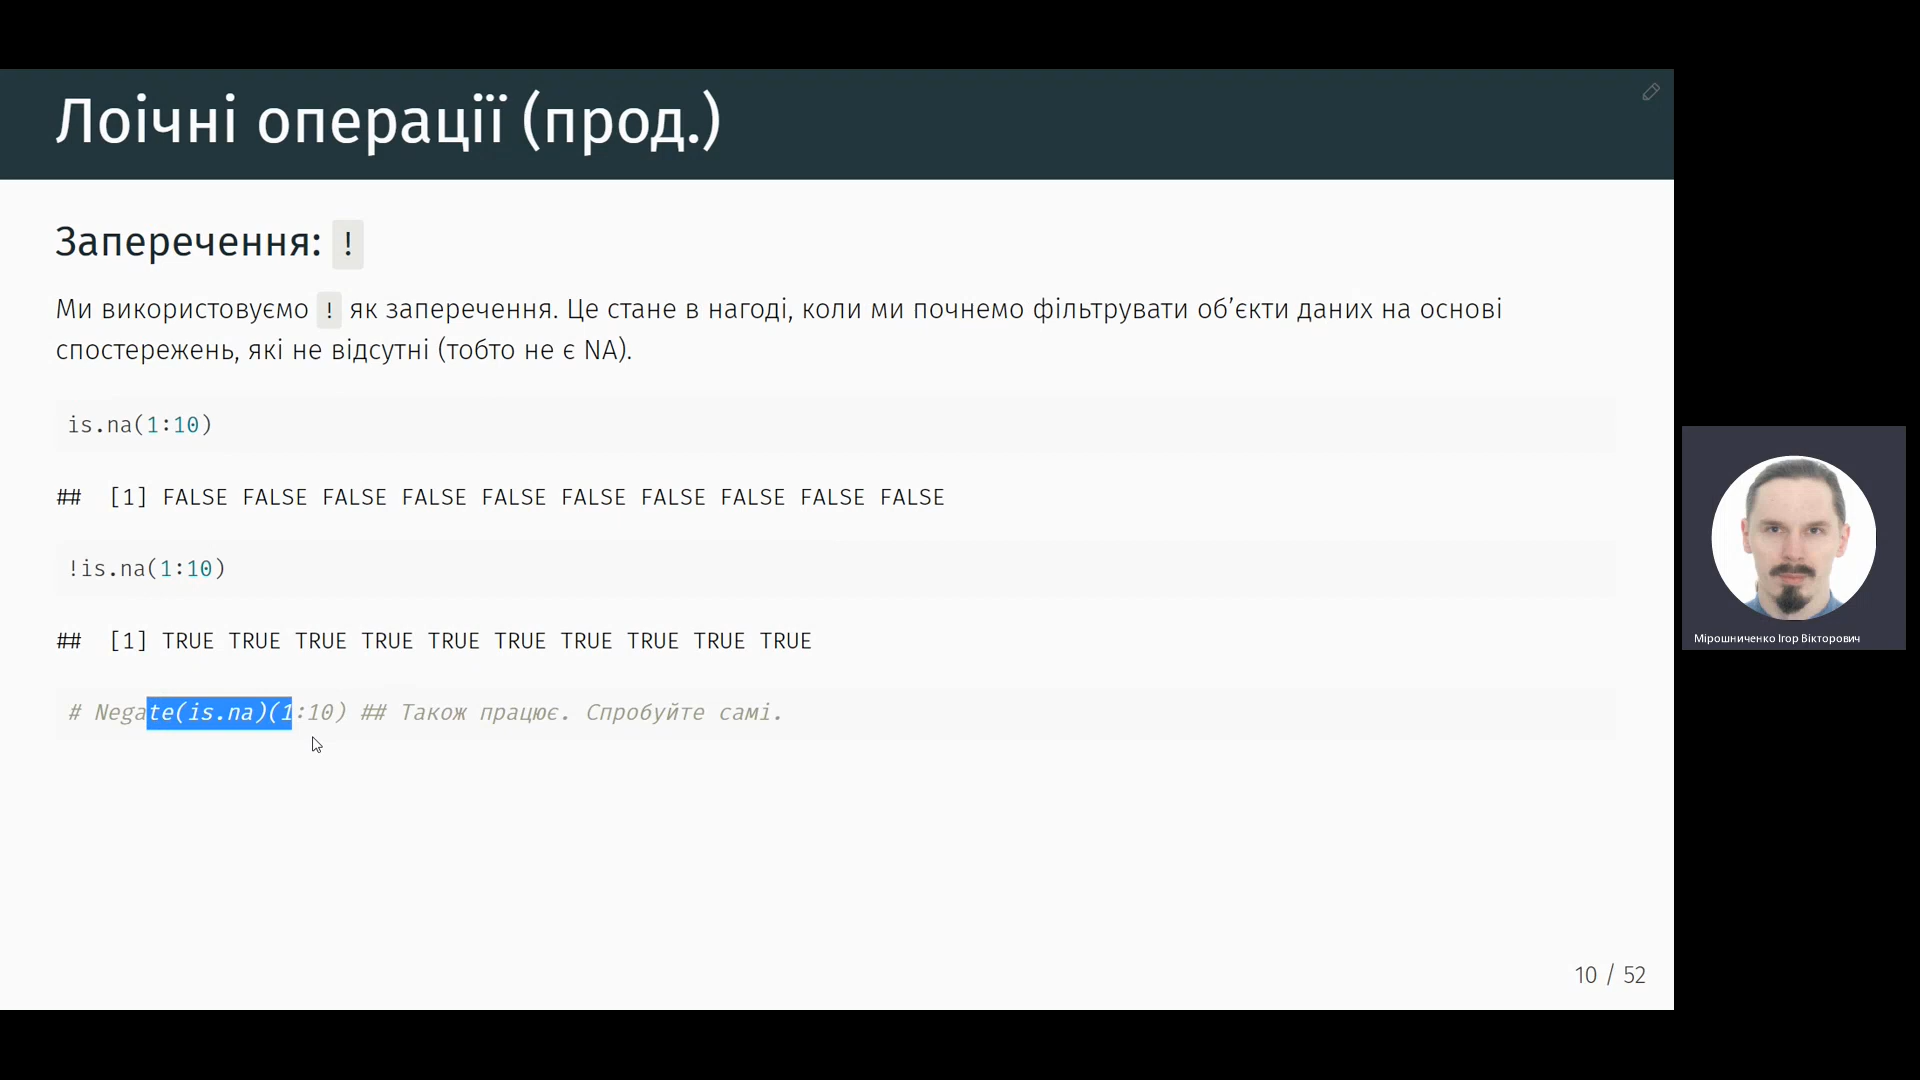 Лоічні операції (прод.)
Заперечення: !
Ми використовуємо ! як заперечення. Це стане в нагоді, коли ми почнемо фільтрувати об’єкти даних на основі
спостережень, які не відсутні (тобто не є NA).
is.na(1:10)
## [1] FALSE FALSE FALSE FALSE FALSE FALSE FALSE FALSE FALSE FALSE
!is.na(1:10)
## [1] TRUE TRUE TRUE TRUE TRUE TRUE TRUE TRUE TRUE TRUE
# Negate(is.na)(1:10) ## Також працює. Спробуйте самі.
10 / 52
Мірошниченко Ігор Вікторович